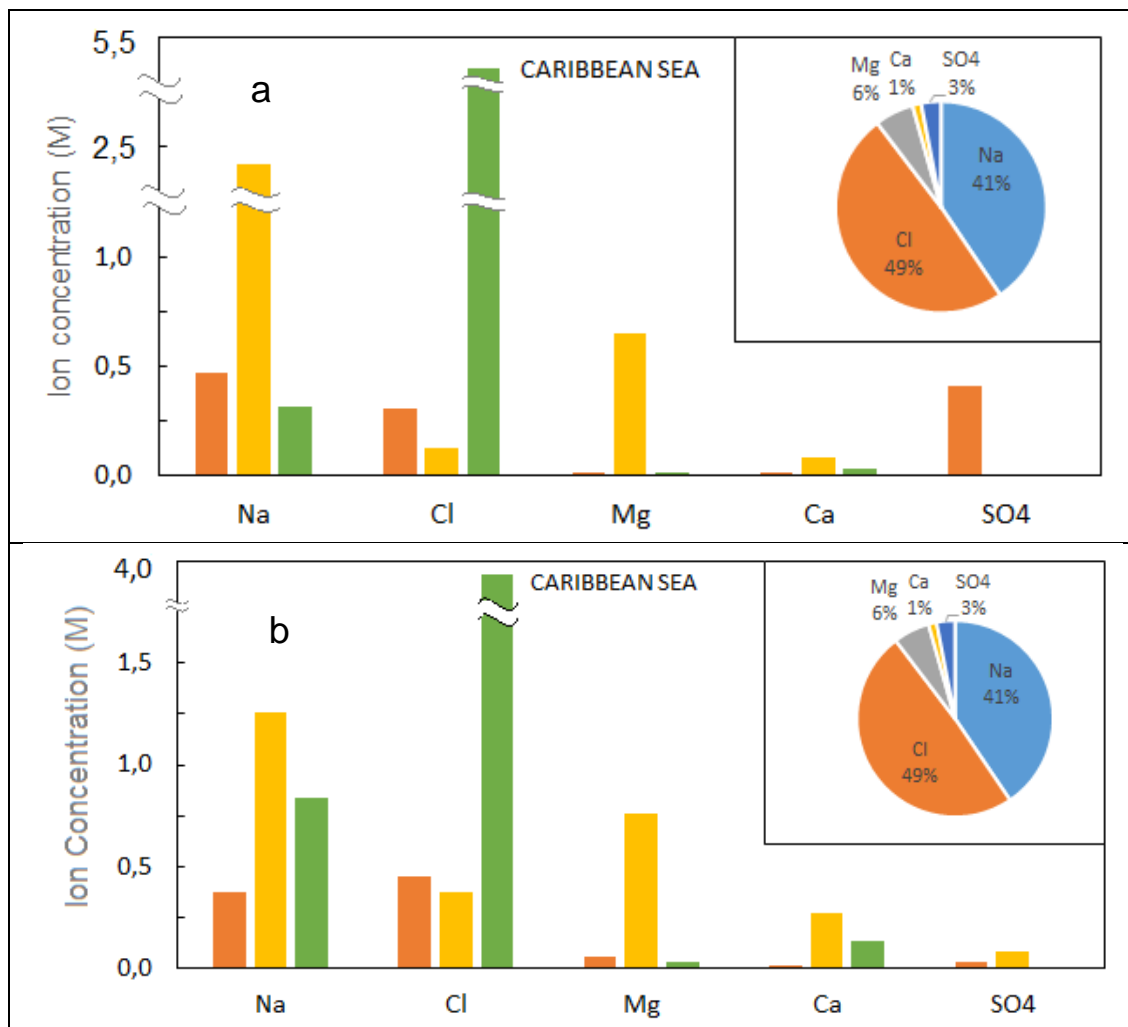 5,5
a
CARIBBEAN SEA
Ion concentration (M)
2,5
1,0
0,5
0,0
Na
Cl
Mg
Ca
SO4
Mg
6%
Ca
1%
SO4
3%
Na
41%
Cl
49%
4,0
b
CARIBBEAN SEA
Ion Concentration (M)
1,5
1,0
0,5
0,0
Na
Cl
Mg
Ca
SO4
Mg
6%
Ca
1%
SO4
3%
Na
41%
Cl
49%